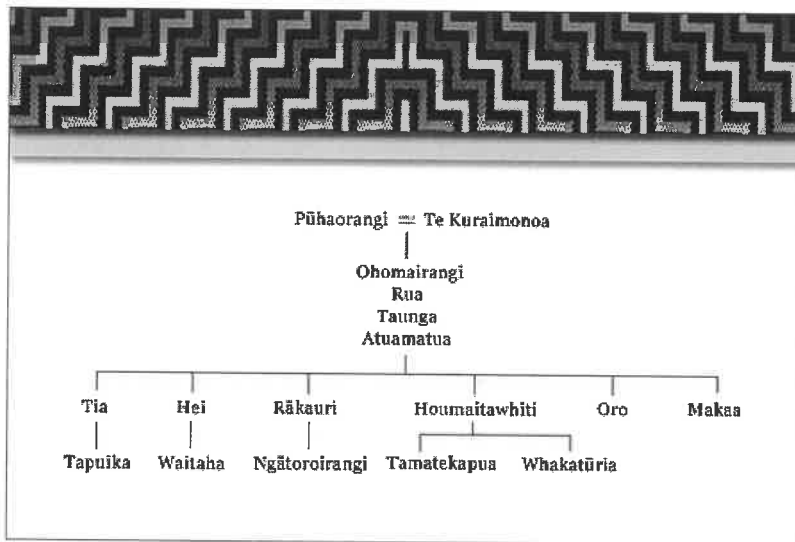 Pūhaorangi = Te Kuraimonoa
Ohomairangi
Rua
Taunga
Atuamatua
Tia Hei Rākauri Houmaitawhiti Oro Makaa
Tapuika Waitaha Ngātoroirangi Tamatekapua Whakatūria